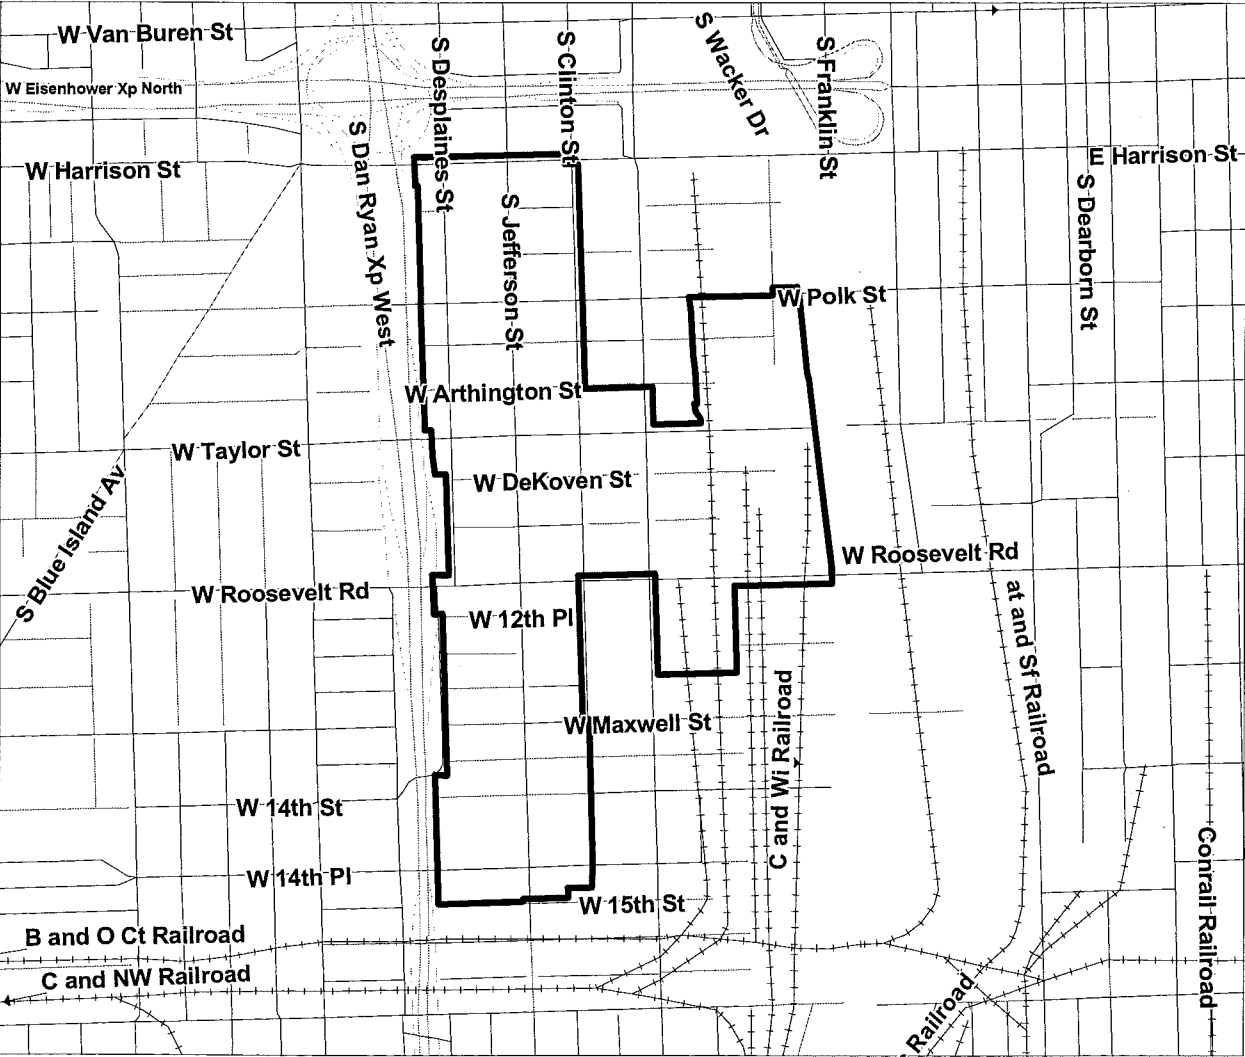 W Van Buren St
S Desplaines St
S Clinton St
S Wacker Dr
S Franklin St
W Eisenhower Xp North
S Dan Ryan Xp West
W Harrison St
E Harrison St
S Jefferson St
S Dearborn St
W Polk St
W Arthington St
W Taylor St
W DeKoven St
S Blue Island Av
W Roosevelt Rd
W Roosevelt Rd
W 12th Pl
at and Sf Railroad
W Maxwell St
C and Wi Railroad
W 14th St
W 14th Pl
W 15th St
Conrail Railroad
B and O Ct Railroad
C and NW Railroad
Railroad